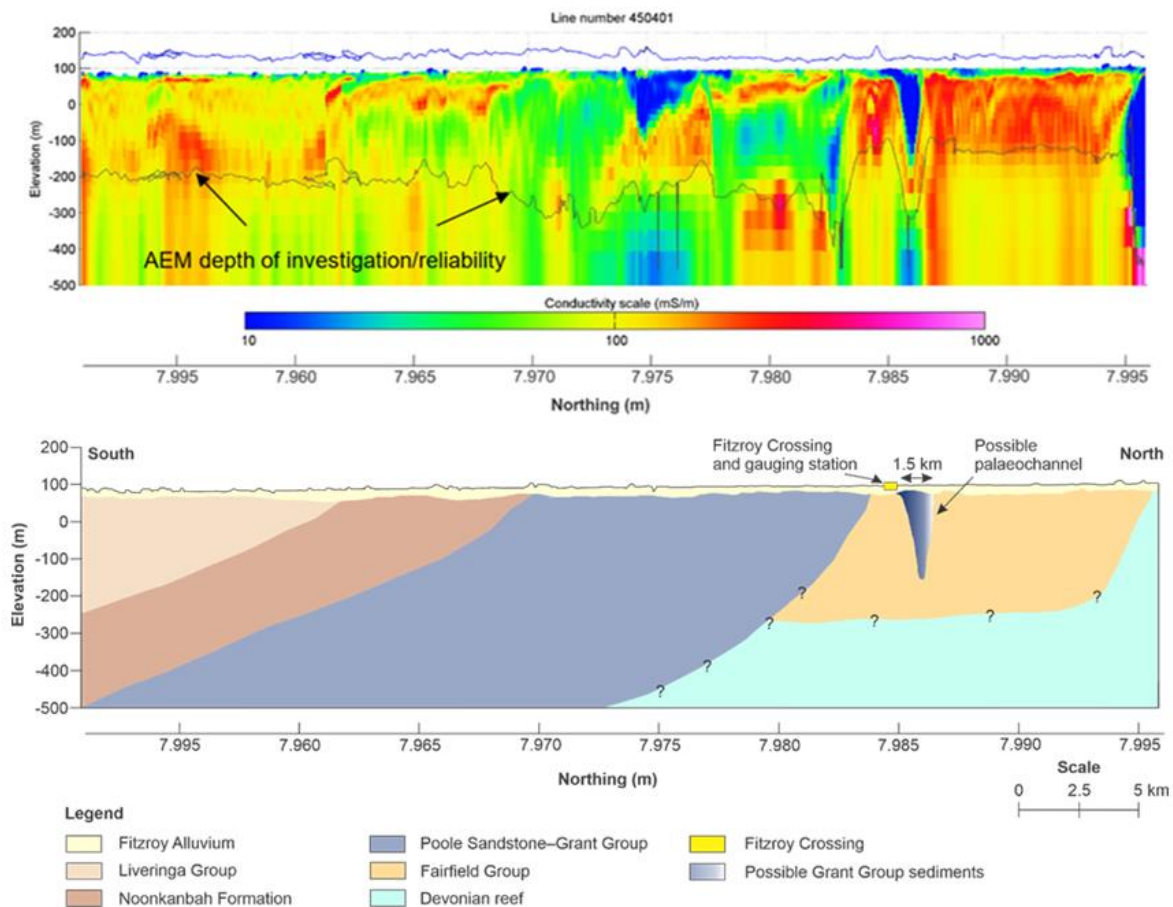 Line number 450401
200
100
0
-100
-200
-300
-400
-500
Elevation (m)
AEM depth of investigation/reliability
Conductivity scale (mS/m)
10 100 1000
7.995 7.960 7.965 7.970 7.975 7.980 7.985 7.990 7.995
Northing (m)
200
100
0
-100
-200
-300
-400
-500
Elevation (m)
South
Fitzroy Crossing
and gauging station
1.5 km
Possible
palaeochannel
North
? ? ? ? ? ? ?
7.995 7.960 7.965 7.970 7.975 7.980 7.985 7.990 7.995
Northing (m)
Scale
0 2.5 5 km
Legend
Fitzroy Alluvium
Liveringa Group
Noonkanbah Formation
Poole Sandstone–Grant Group
Fairfield Group
Devonian reef
Fitzroy Crossing
Possible Grant Group sediments